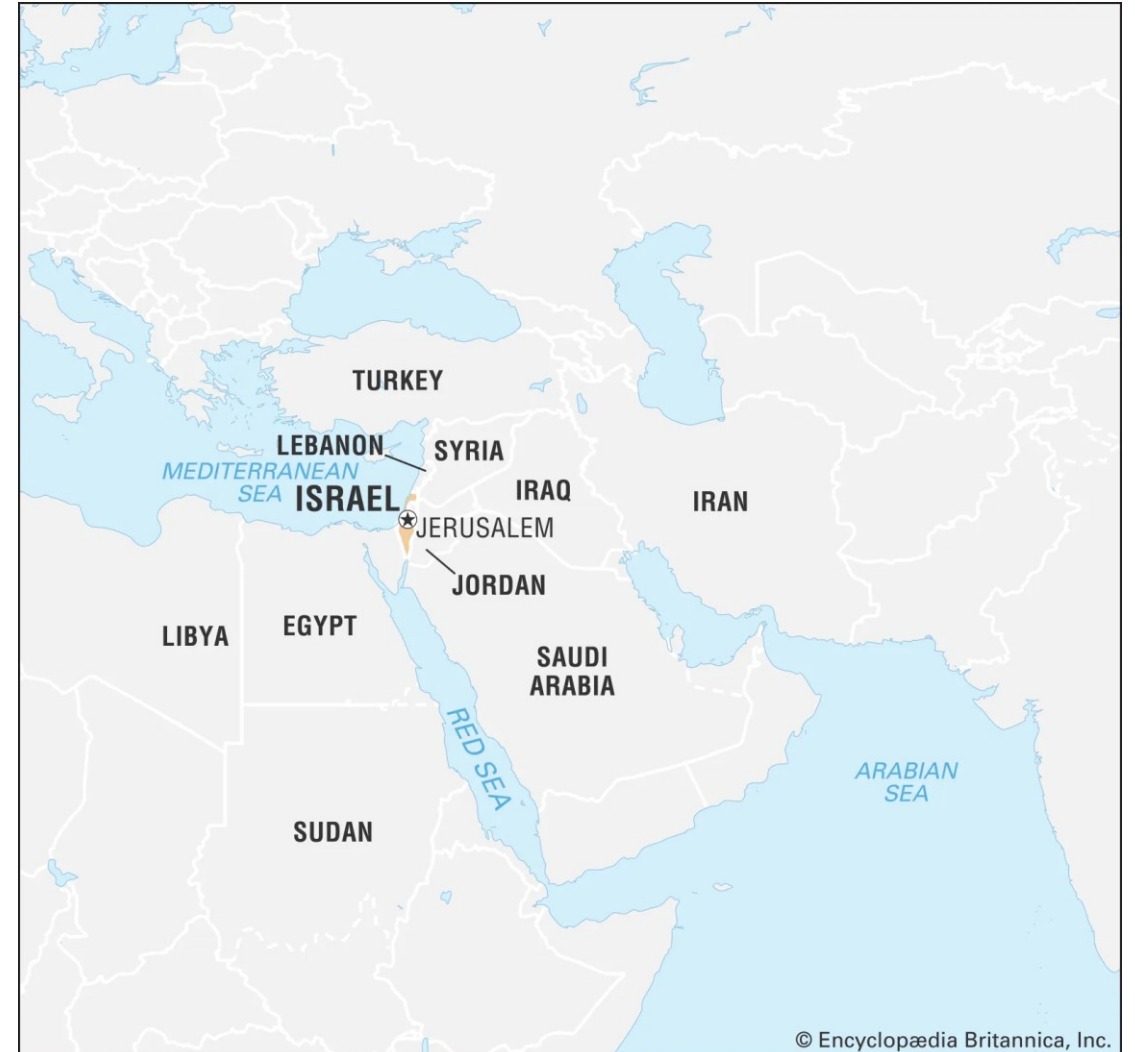 TURKEY
LEBANON
SYRIA
MEDITERRANEAN
SEA
ISRAEL
IRAQ
IRAN
JERUSALEM
JORDAN
LIBYA
EGYPT
SAUDI
ARABIA
RED SEA
ARABIAN
SEA
SUDAN
© Encyclopædia Britannica, Inc.